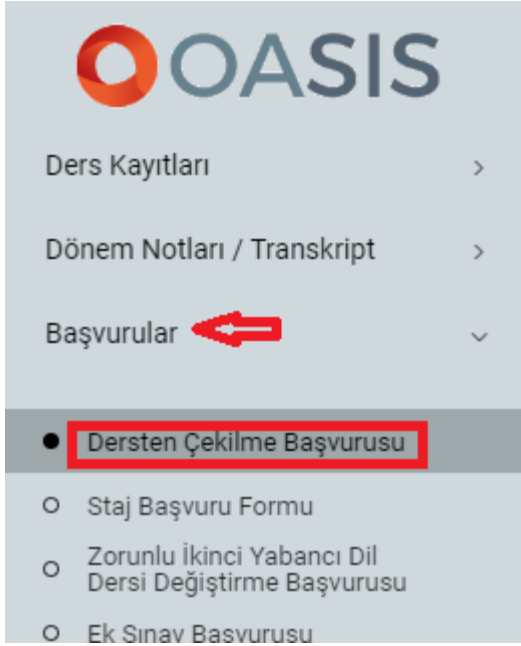 OASIS
Ders Kayıtları
Dönem Notları / Transkript
Başvurular
Dersten Çekilme Başvurusu
Staj Başvuru Formu
Zorunlu İkinci Yabancı Dil
Dersi Değiştirme Başvurusu
Ek Sınav Başvurusu